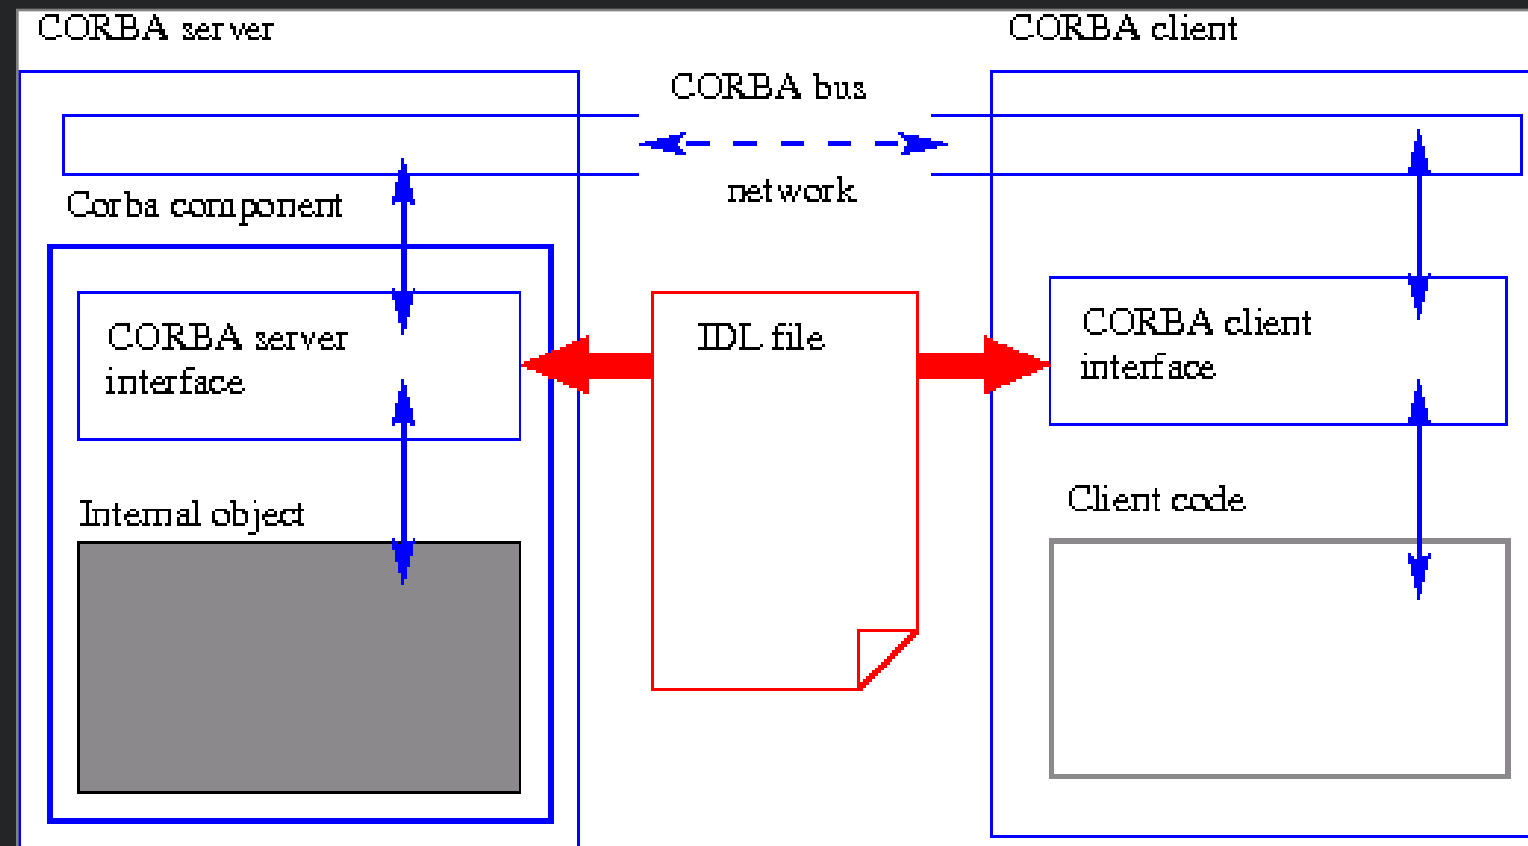 CORBA server
CORBA client
CORBA bus
network
Corba component
CORBA server
interface
IDL file
CORBA client
interface
Internal object
Client code